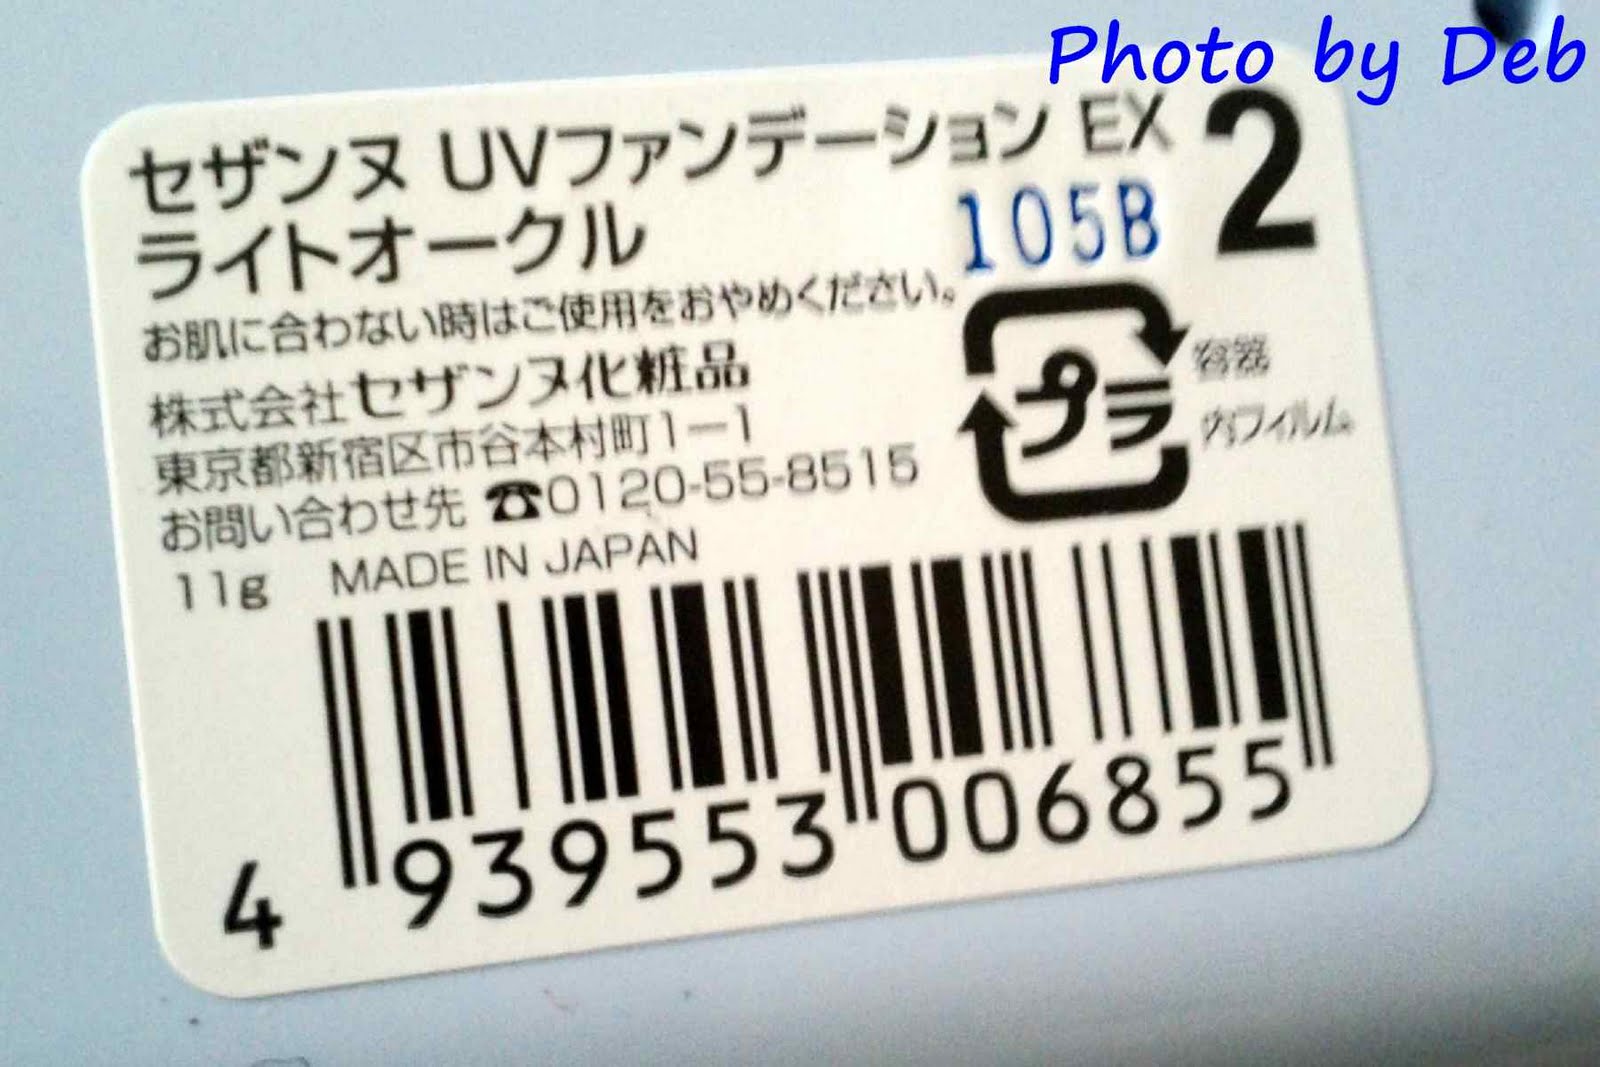 Photo by Deb
セザンヌ UVファンデーション EX 2
ライトオークル 105B
お肌に合わない時はご使用をおやめください。
株式会社セザンヌ化粧品
東京都新宿区市谷本村町1-1
お問い合わせ先 ☎0120-55-8515
11g MADE IN JAPAN
プラ
容器
内フィルム
4 939553 006855